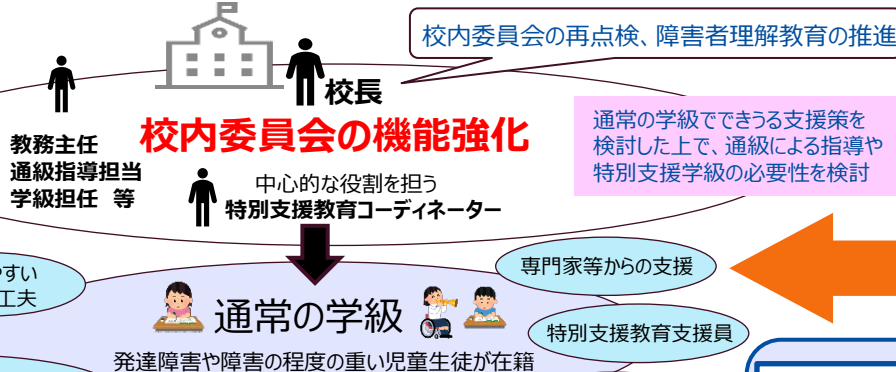 校内委員会の再点検、障害者理解教育の推進
校長
校内委員会の機能強化
教務主任
通級指導担当
学級担任 等
通常の学級でできうる支援策を
検討した上で、通級による指導や
特別支援学級の必要性を検討
中心的な役割を担う
特別支援教育コーディネーター
専門家等からの支援
やすい
工夫
通常の学級
特別支援教育支援員
発達障害や障害の程度の重い児童生徒が在籍